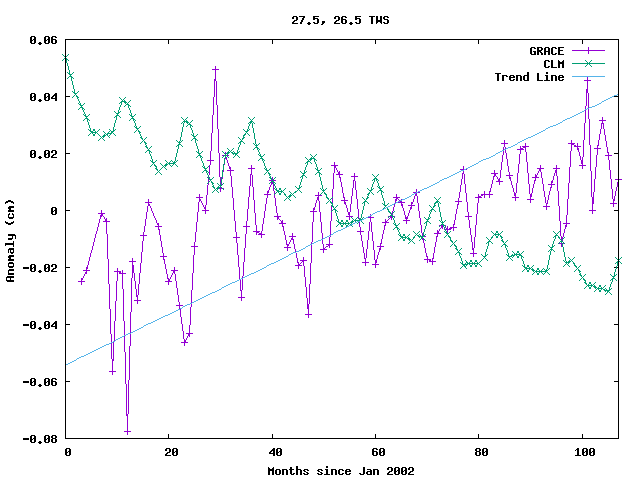 27.5, 26.5 TWS
GRACE
CLM
Trend Line
0.06
0.04
0.02
0
-0.02
-0.04
-0.06
-0.08
Anomaly (cm)
0 20 40 60 80 100
Months since Jan 2002